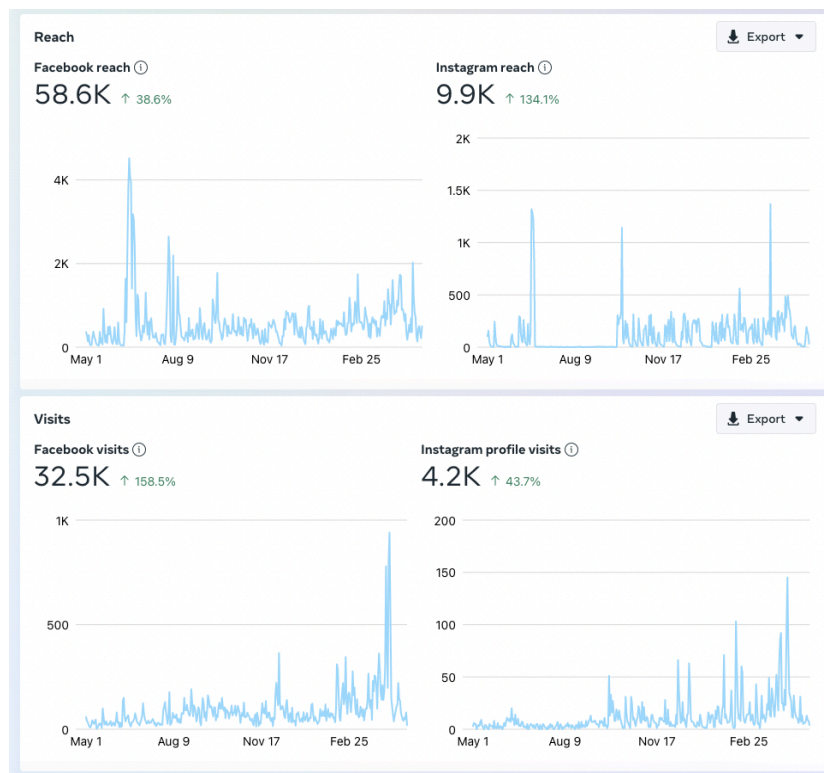 Reach
Export
Facebook reach
58.6K ↑ 38.6%
4K
2K
0
May 1 Aug 9 Nov 17 Feb 25
Instagram reach
9.9K ↑ 134.1%
2K
1.5K
1K
500
0
May 1 Aug 9 Nov 17 Feb 25
Visits
Export
Facebook visits
32.5K ↑ 158.5%
1K
500
0
May 1 Aug 9 Nov 17 Feb 25
Instagram profile visits
4.2K ↑ 43.7%
200
150
100
50
0
May 1 Aug 9 Nov 17 Feb 25